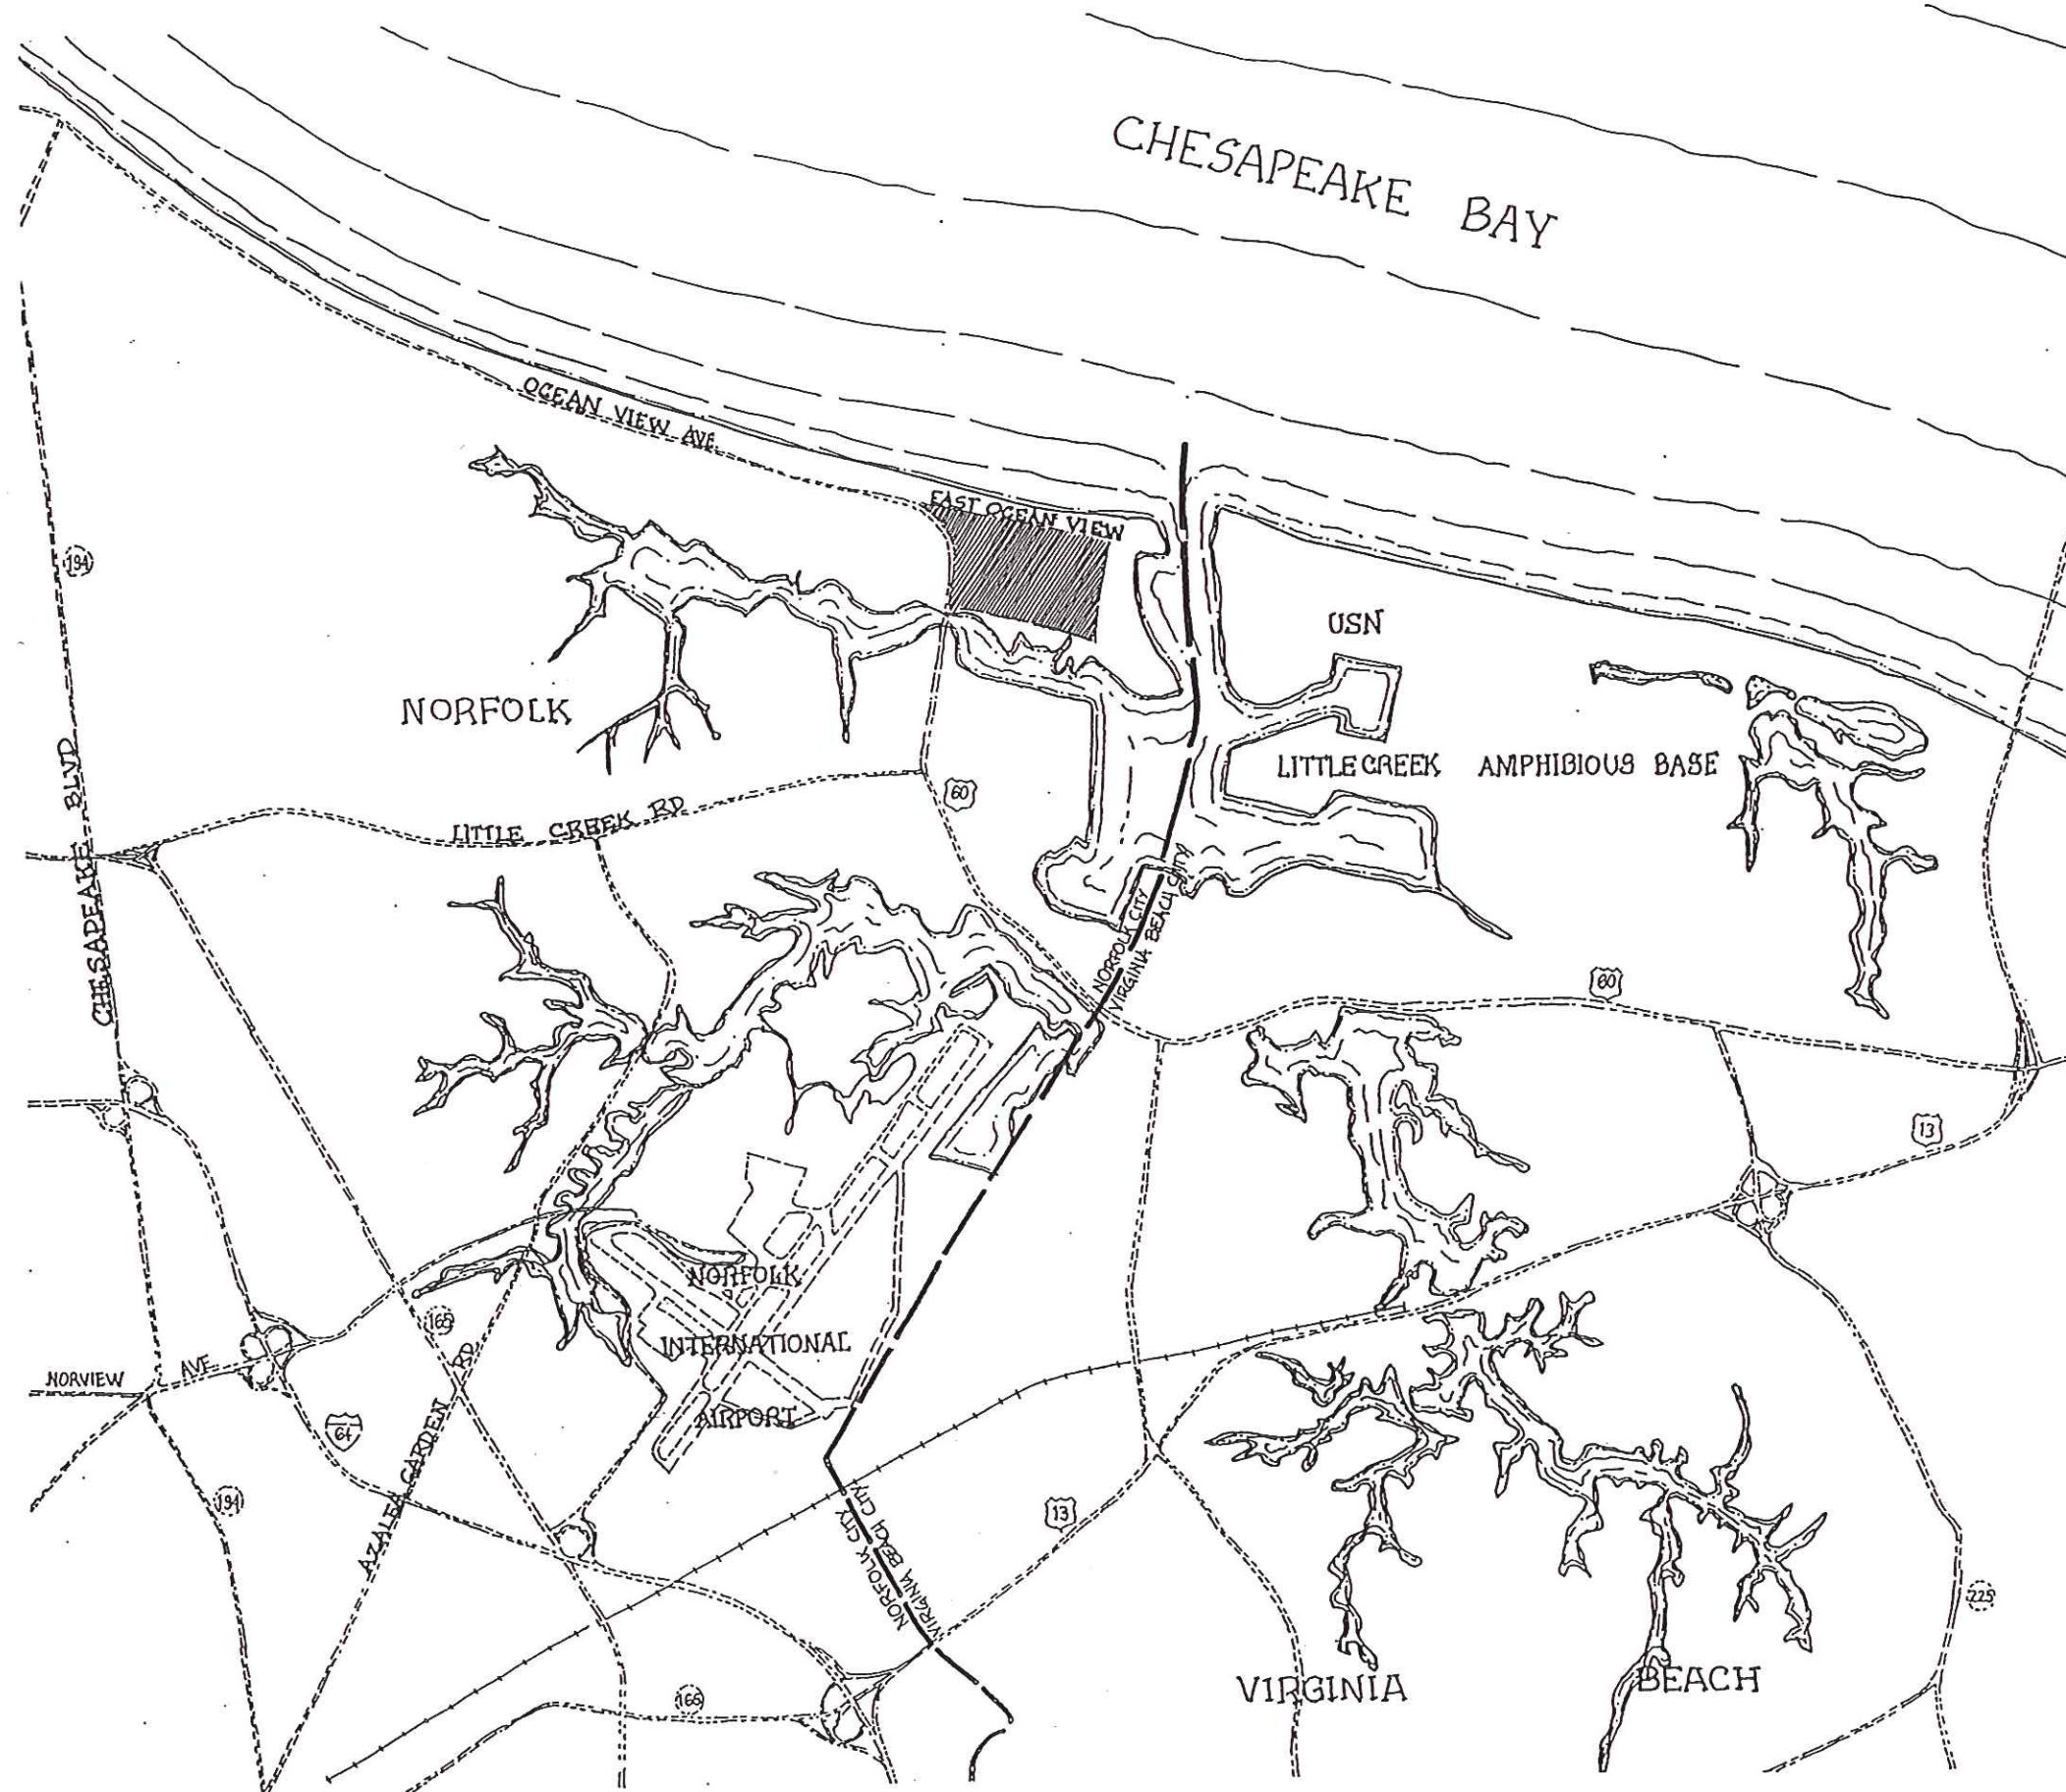 CHESAPEAKE BAY
OCEAN VIEW AVE.
EAST OCEAN VIEW
194
USN
NORFOLK
LITTLE CREEK AMPHIBIOUS BASE
60
LITTLE CREEK RD
CHESAPEAKE BLVD
NORFOLK CITY
VIRGINIA BEACH CITY
60
13
NORFOLK
INTERNATIONAL
AIRPORT
165
NORVIEW AVE
64
AZALEA GARDEN RD
194
13
NORFOLK CITY
VIRGINIA BEACH CITY
225
166
VIRGINIA BEACH